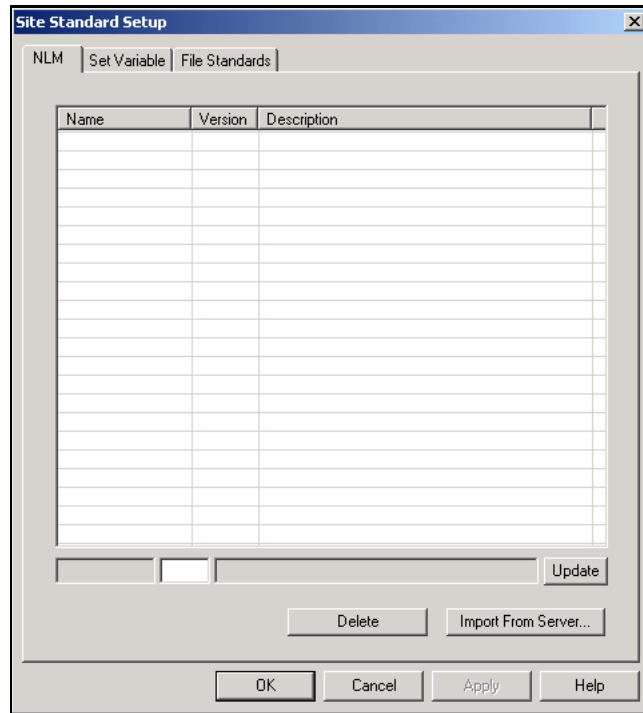 Site Standard Setup
NLM Set Variable File Standards
Name Version Description
Update
Delete Import From Server...
OK Cancel Apply Help